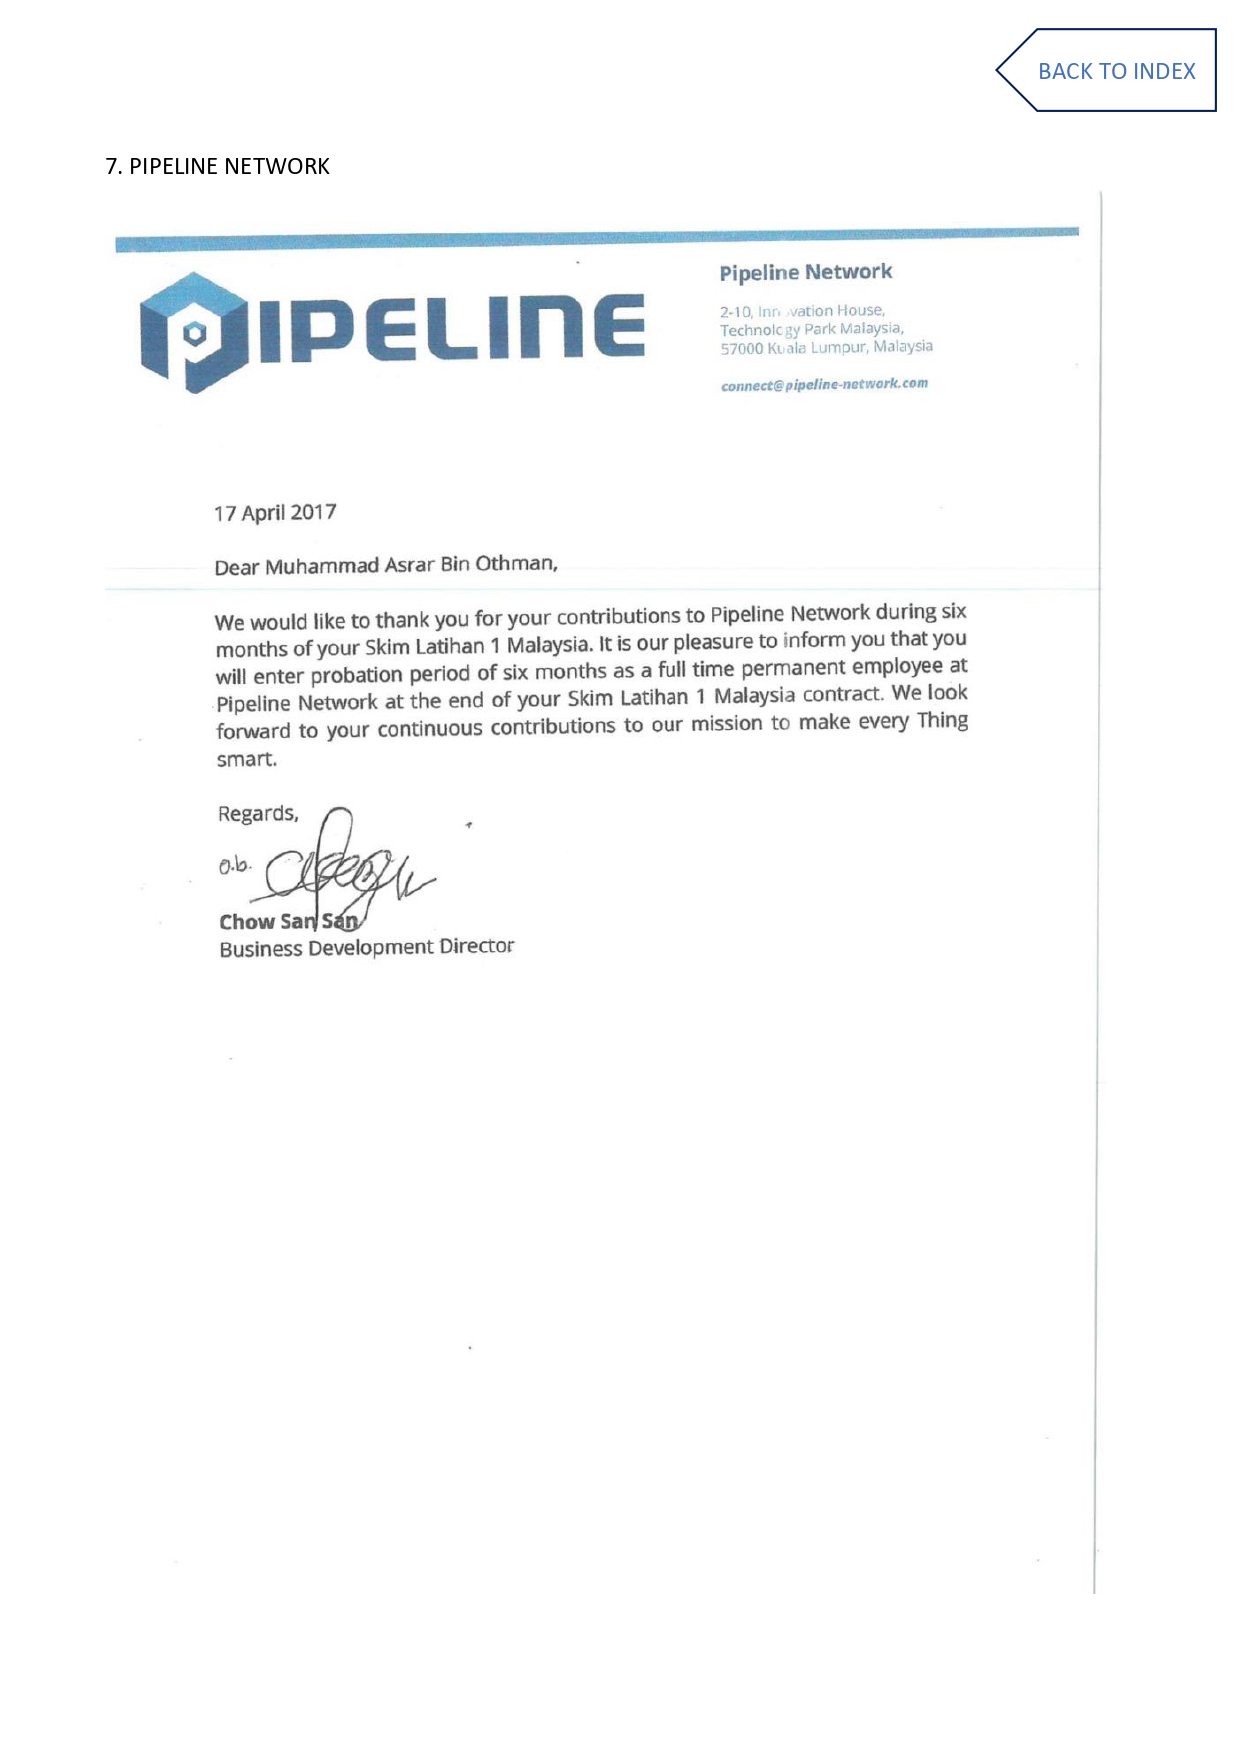 BACK TO INDEX
7. PIPELINE NETWORK
PIPELINE
Pipeline Network
2-10, Innovation House,
Technology Park Malaysia,
57000 Kuala Lumpur, Malaysia
connect@pipeline-network.com
17 April 2017
Dear Muhammad Asrar Bin Othman,
We would like to thank you for your contributions to Pipeline Network during six
months of your Skim Latihan 1 Malaysia. It is our pleasure to inform you that you
will enter probation period of six months as a full time permanent employee at
Pipeline Network at the end of your Skim Latihan 1 Malaysia contract. We look
forward to your continuous contributions to our mission to make every Thing
smart.
Regards,
o.b.
Chow San San
Business Development Director